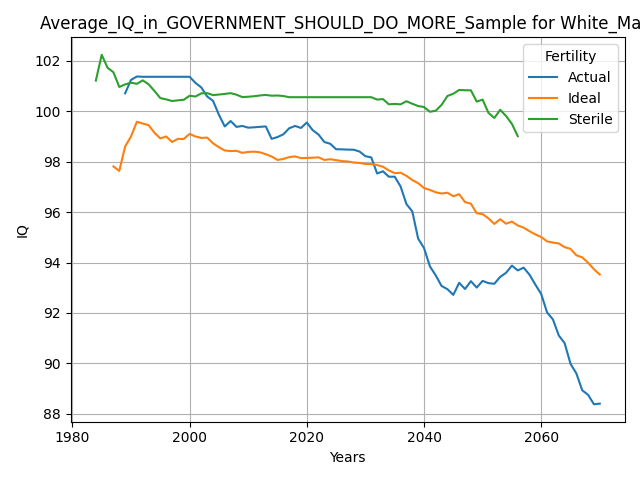 Average_IQ_in_GOVERNMENT_SHOULD_DO_MORE_Sample for White_Ma
Fertility
Actual
Ideal
Sterile
102
100
98
96
94
92
90
88
IQ
1980
2000
2020
2040
2060
Years